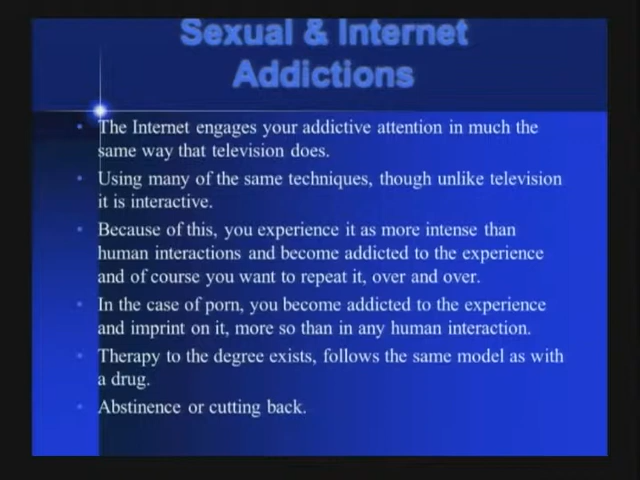 Sexual & Internet
Addictions
• The Internet engages your addictive attention in much the
same way that television does.
• Using many of the same techniques, though unlike television
it is interactive.
• Because of this, you experience it as more intense than
human interactions and become addicted to the experience
and of course you want to repeat it, over and over.
• In the case of porn, you become addicted to the experience
and imprint on it, more so than in any human interaction.
• Therapy to the degree exists, follows the same model as with
a drug.
• Abstinence or cutting back.